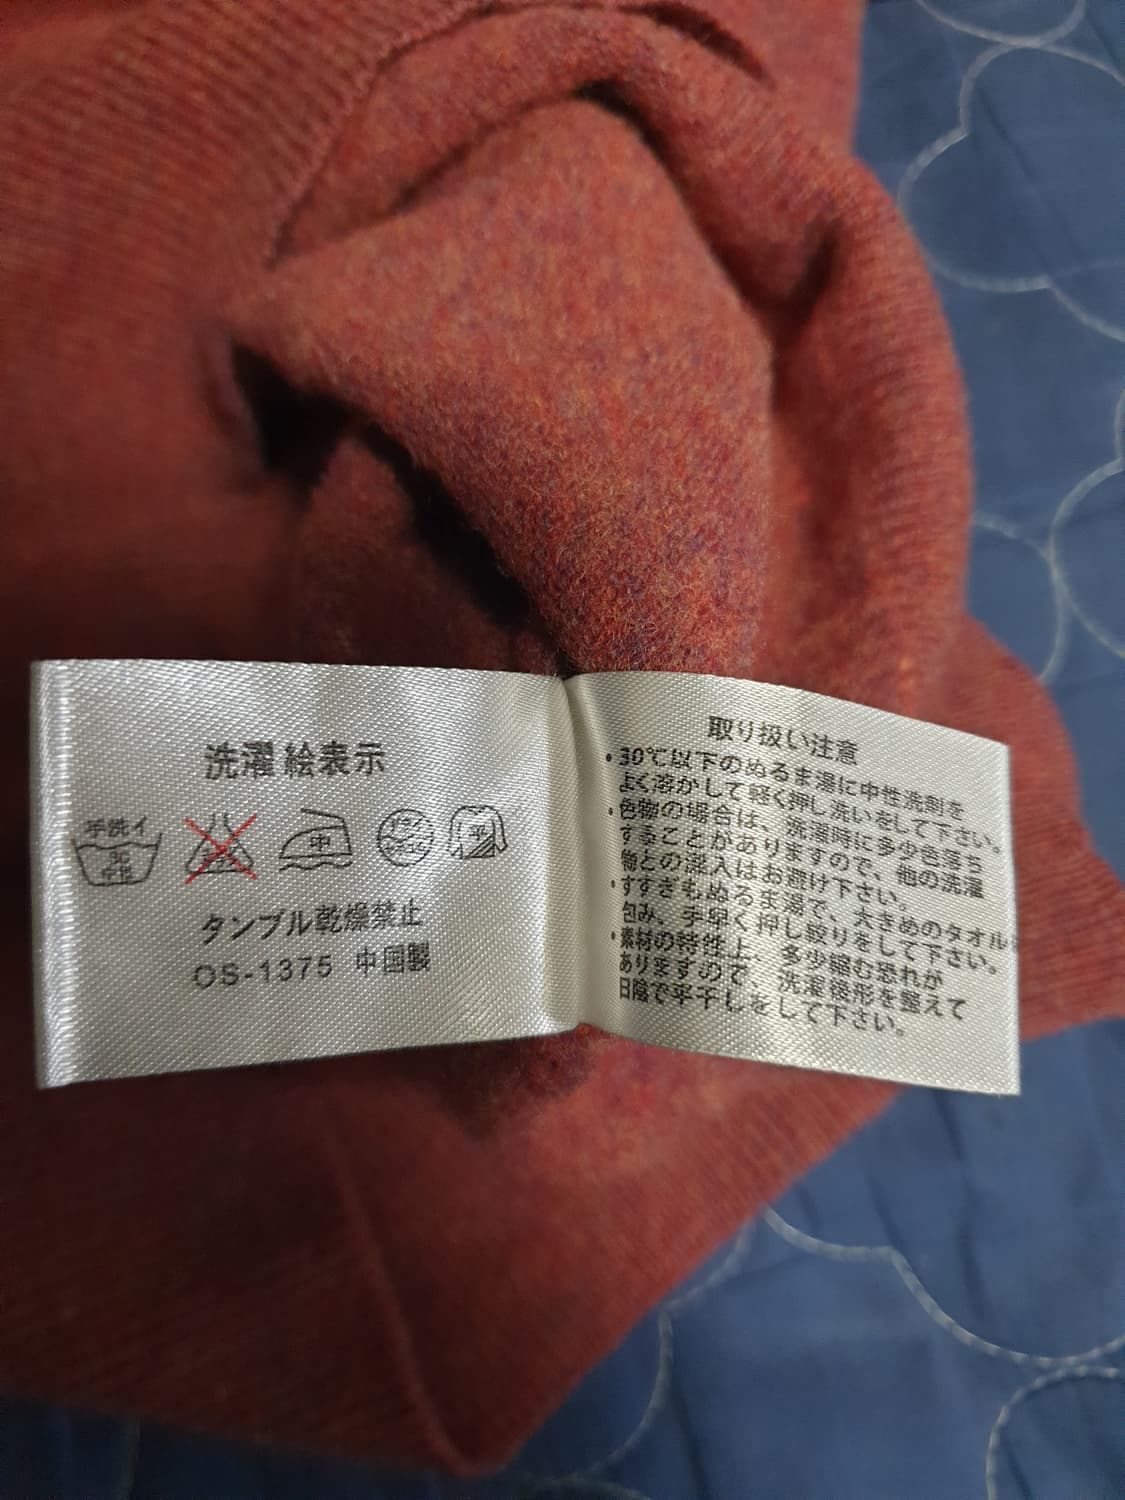 洗濯絵表示
手洗イ
30
中性
中
平
タンブル乾燥禁止
OS-1375 中国製
取り扱い注意
・30℃以下のぬるま湯に中性洗剤を
よく溶かして軽く押し洗いをして下さい。
・色物の場合は、洗濯時に多少色落ち
することがありますので、他の洗濯
物との混入はお避け下さい。
・すすぎもぬるま湯で、大きめのタオルに
包み、手早く押し絞りをして下さい。
・素材の特性上、多少縮む恐れが
ありますので、洗濯後形を整えて
日陰で平干しをして下さい。